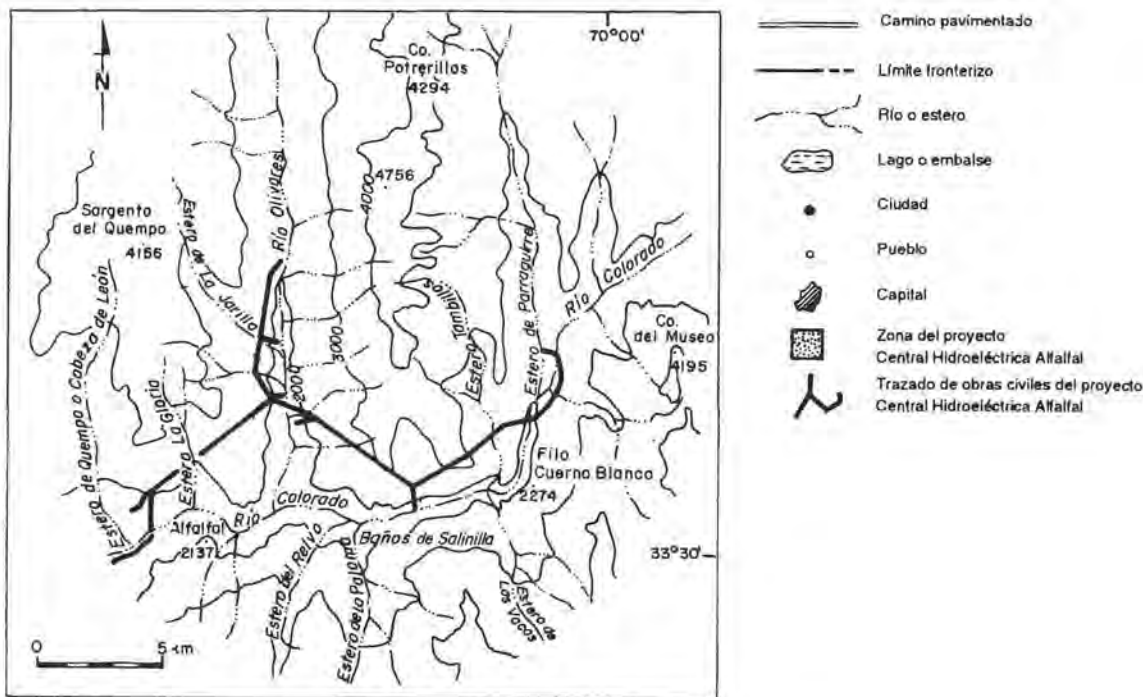 70°00'
Co.
Potrerillos
4294
N
4756
4000
Río Olivares
Sargento
del Quempo
4166
Estero de La Jarilla
Estero de Parraguirre
Río Colorado
Estero Tambillos
Co.
del Museo
4195
3000
2000
Estero de Quempo o Cabeza de León
Estero La Gloria
Filo
Cuerno Blanco
2274
Río Colorado
Alfalfal
2137
Baños de Salinilla
33°30'
Estero del Relvo
Estero de la Paloma
Estero de
Las Vacas
0 5 km
Camino pavimentado
Límite fronterizo
Río o estero
Lago o embalse
Ciudad
Pueblo
Capital
Zona del proyecto
Central Hidroeléctrica Alfalfal
Trazado de obras civiles del proyecto
Central Hidroeléctrica Alfalfal